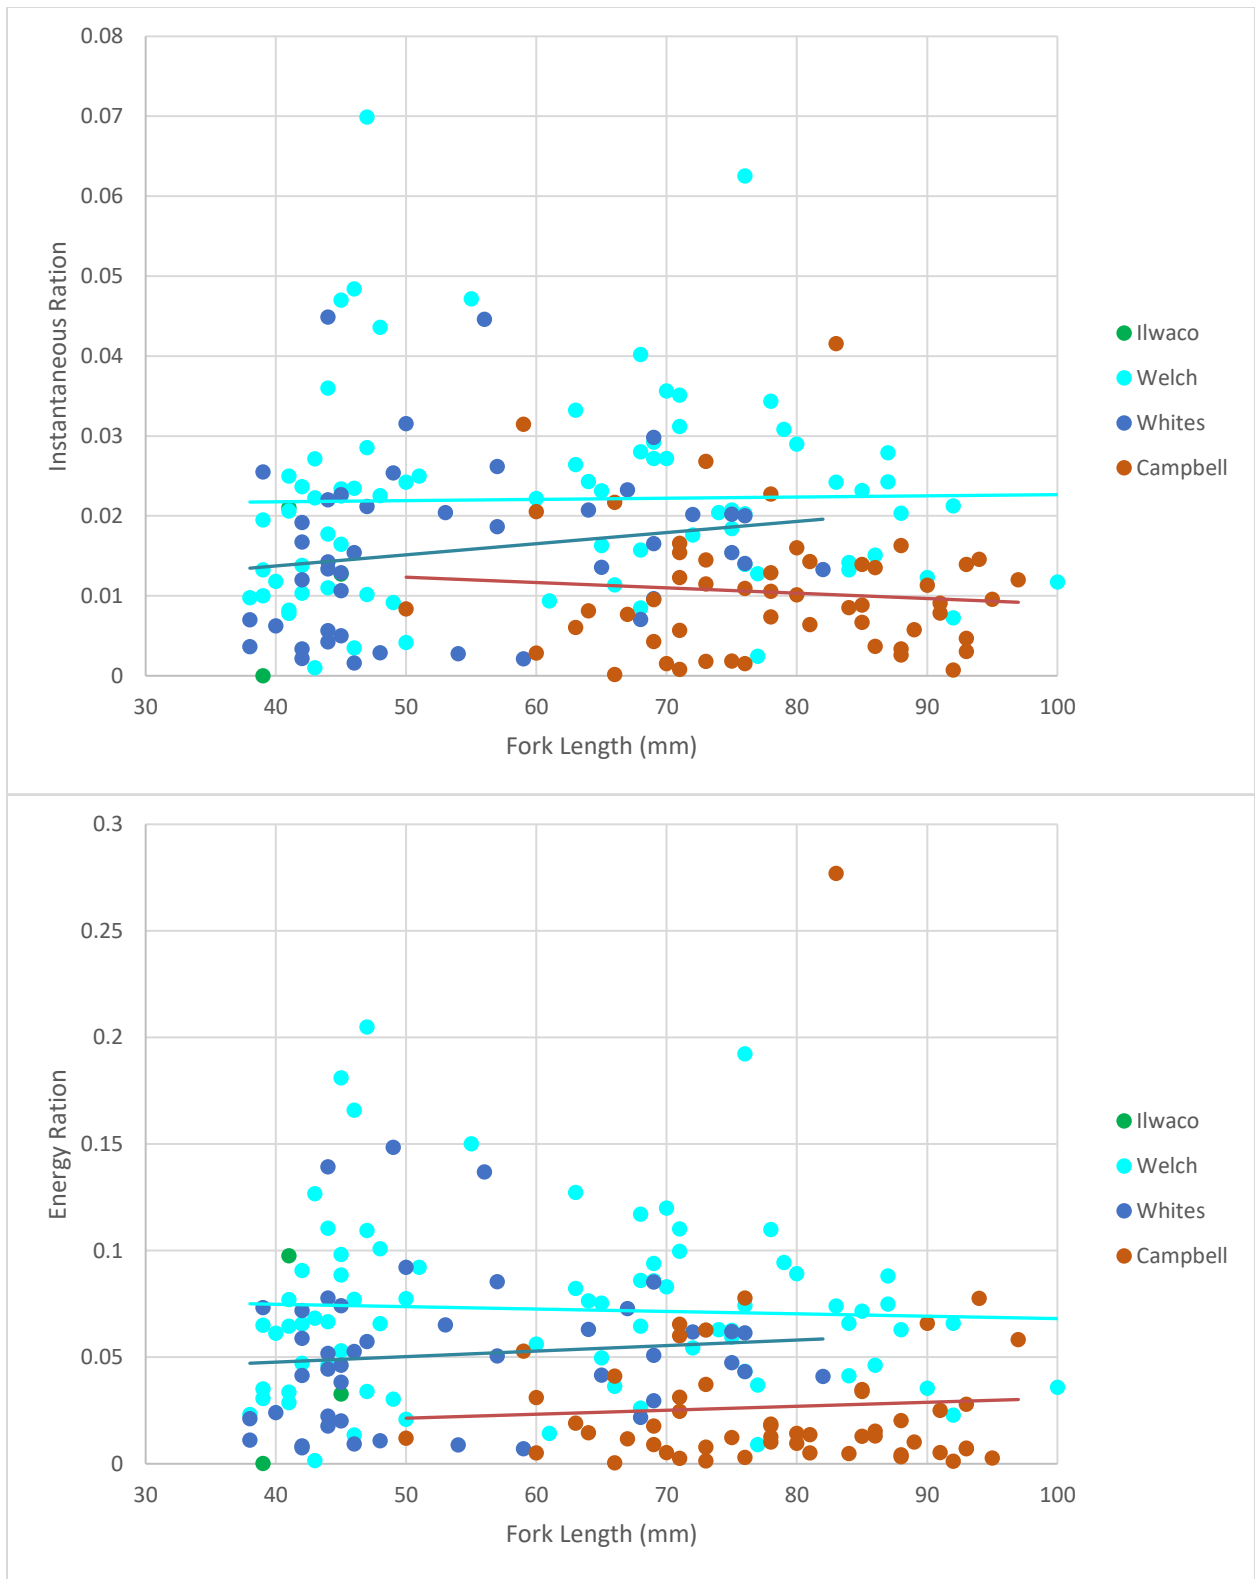 0.08
0.07
0.06
0.05
0.04
0.03
0.02
0.01
0
Instantaneous Ration
30 40 50 60 70 80 90 100
Fork Length (mm)
Ilwaco
Welch
Whites
Campbell
0.3
0.25
0.2
0.15
0.1
0.05
0
Energy Ration
30 40 50 60 70 80 90 100
Fork Length (mm)
Ilwaco
Welch
Whites
Campbell